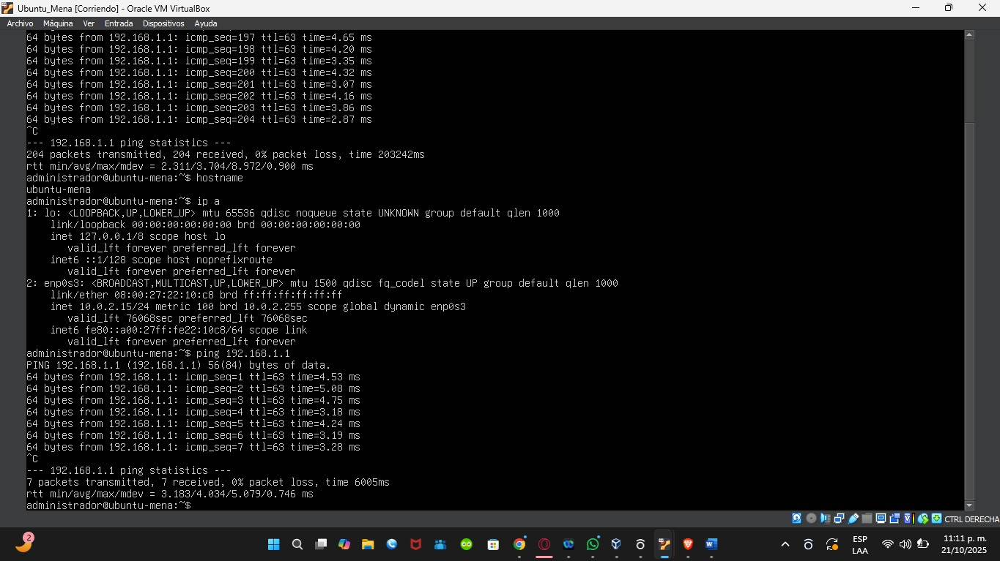 Ubuntu_Mena [Corriendo] - Oracle VM VirtualBox
Archivo Máquina Ver Entrada Dispositivos Ayuda
64 bytes from 192.168.1.1: icmp_seq=197 ttl=63 time=4.65 ms
64 bytes from 192.168.1.1: icmp_seq=198 ttl=63 time=4.20 ms
64 bytes from 192.168.1.1: icmp_seq=199 ttl=63 time=3.35 ms
64 bytes from 192.168.1.1: icmp_seq=200 ttl=63 time=4.32 ms
64 bytes from 192.168.1.1: icmp_seq=201 ttl=63 time=3.07 ms
64 bytes from 192.168.1.1: icmp_seq=202 ttl=63 time=4.16 ms
64 bytes from 192.168.1.1: icmp_seq=203 ttl=63 time=3.86 ms
64 bytes from 192.168.1.1: icmp_seq=204 ttl=63 time=2.87 ms
^C
--- 192.168.1.1 ping statistics ---
204 packets transmitted, 204 received, 0% packet loss, time 203242ms
rtt min/avg/max/mdev = 2.311/3.704/8.972/0.900 ms
administrador@ubuntu-mena:~$ hostname
ubuntu-mena
administrador@ubuntu-mena:~$ ip a
1: lo: <LOOPBACK,UP,LOWER_UP> mtu 65536 qdisc noqueue state UNKNOWN group default qlen 1000
    link/loopback 00:00:00:00:00:00 brd 00:00:00:00:00:00
    inet 127.0.0.1/8 scope host lo
       valid_lft forever preferred_lft forever
    inet6 ::1/128 scope host noprefixroute
       valid_lft forever preferred_lft forever
2: enp0s3: <BROADCAST,MULTICAST,UP,LOWER_UP> mtu 1500 qdisc fq_codel state UP group default qlen 1000
    link/ether 08:00:27:22:10:c8 brd ff:ff:ff:ff:ff:ff
    inet 10.0.2.15/24 metric 100 brd 10.0.2.255 scope global dynamic enp0s3
       valid_lft 76068sec preferred_lft 76068sec
    inet6 fe80::a00:27ff:fe22:10c8/64 scope link
       valid_lft forever preferred_lft forever
administrador@ubuntu-mena:~$ ping 192.168.1.1
PING 192.168.1.1 (192.168.1.1) 56(84) bytes of data.
64 bytes from 192.168.1.1: icmp_seq=1 ttl=63 time=4.53 ms
64 bytes from 192.168.1.1: icmp_seq=2 ttl=63 time=5.08 ms
64 bytes from 192.168.1.1: icmp_seq=3 ttl=63 time=4.75 ms
64 bytes from 192.168.1.1: icmp_seq=4 ttl=63 time=3.18 ms
64 bytes from 192.168.1.1: icmp_seq=5 ttl=63 time=4.24 ms
64 bytes from 192.168.1.1: icmp_seq=6 ttl=63 time=3.19 ms
64 bytes from 192.168.1.1: icmp_seq=7 ttl=63 time=3.28 ms
^C
--- 192.168.1.1 ping statistics ---
7 packets transmitted, 7 received, 0% packet loss, time 6005ms
rtt min/avg/max/mdev = 3.183/4.034/5.079/0.746 ms
administrador@ubuntu-mena:~$
CTRL DERECHA
2
ESP
LAA
11:11 p. m.
21/10/2025